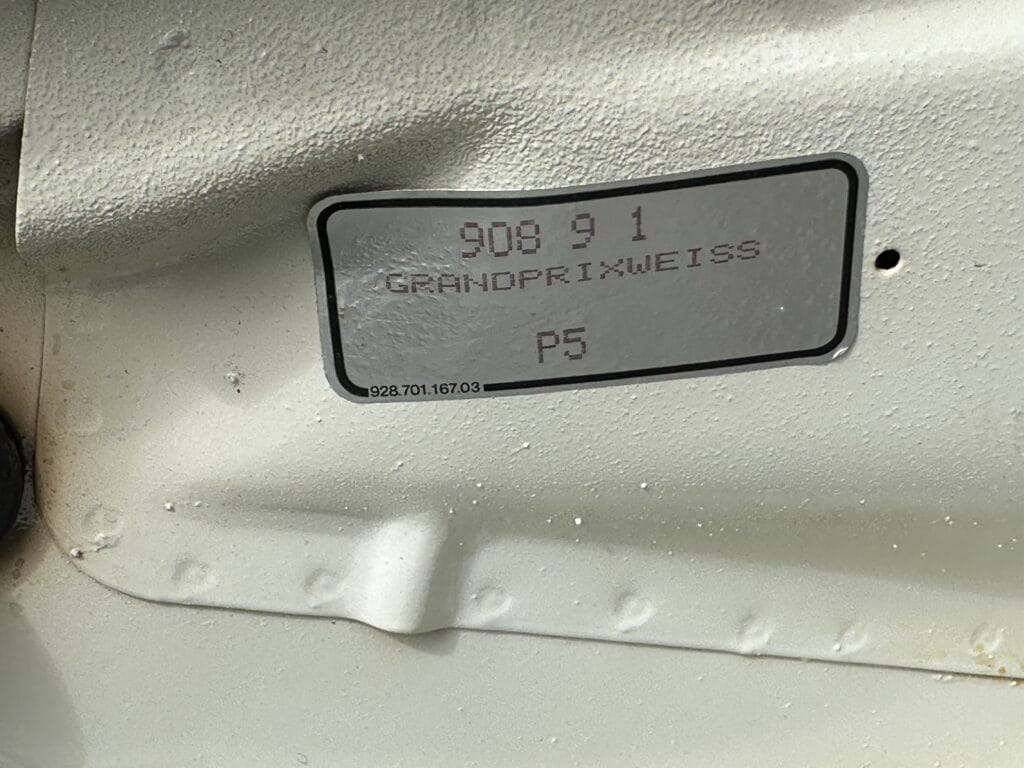 908 9 1
GRANDPRIXWEISS
P5
928.701.167.03